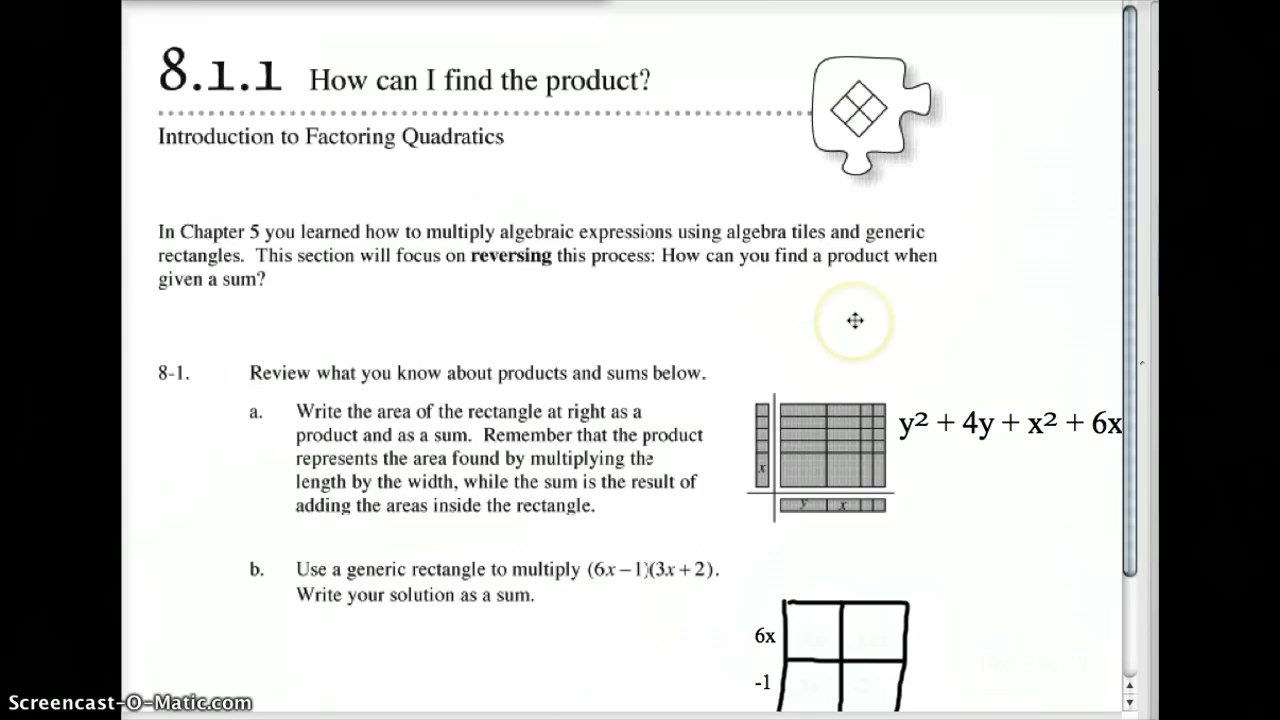 8.1.1 How can I find the product?
Introduction to Factoring Quadratics
In Chapter 5 you learned how to multiply algebraic expressions using algebra tiles and generic
rectangles. This section will focus on reversing this process: How can you find a product when
given a sum?
8-1. Review what you know about products and sums below.
a. Write the area of the rectangle at right as a
product and as a sum. Remember that the product
represents the area found by multiplying the
length by the width, while the sum is the result of
adding the areas inside the rectangle.
x
y x
y² + 4y + x² + 6x
b. Use a generic rectangle to multiply (6x−1)(3x+2).
Write your solution as a sum.
6x
-1
Screencast-O-Matic.com